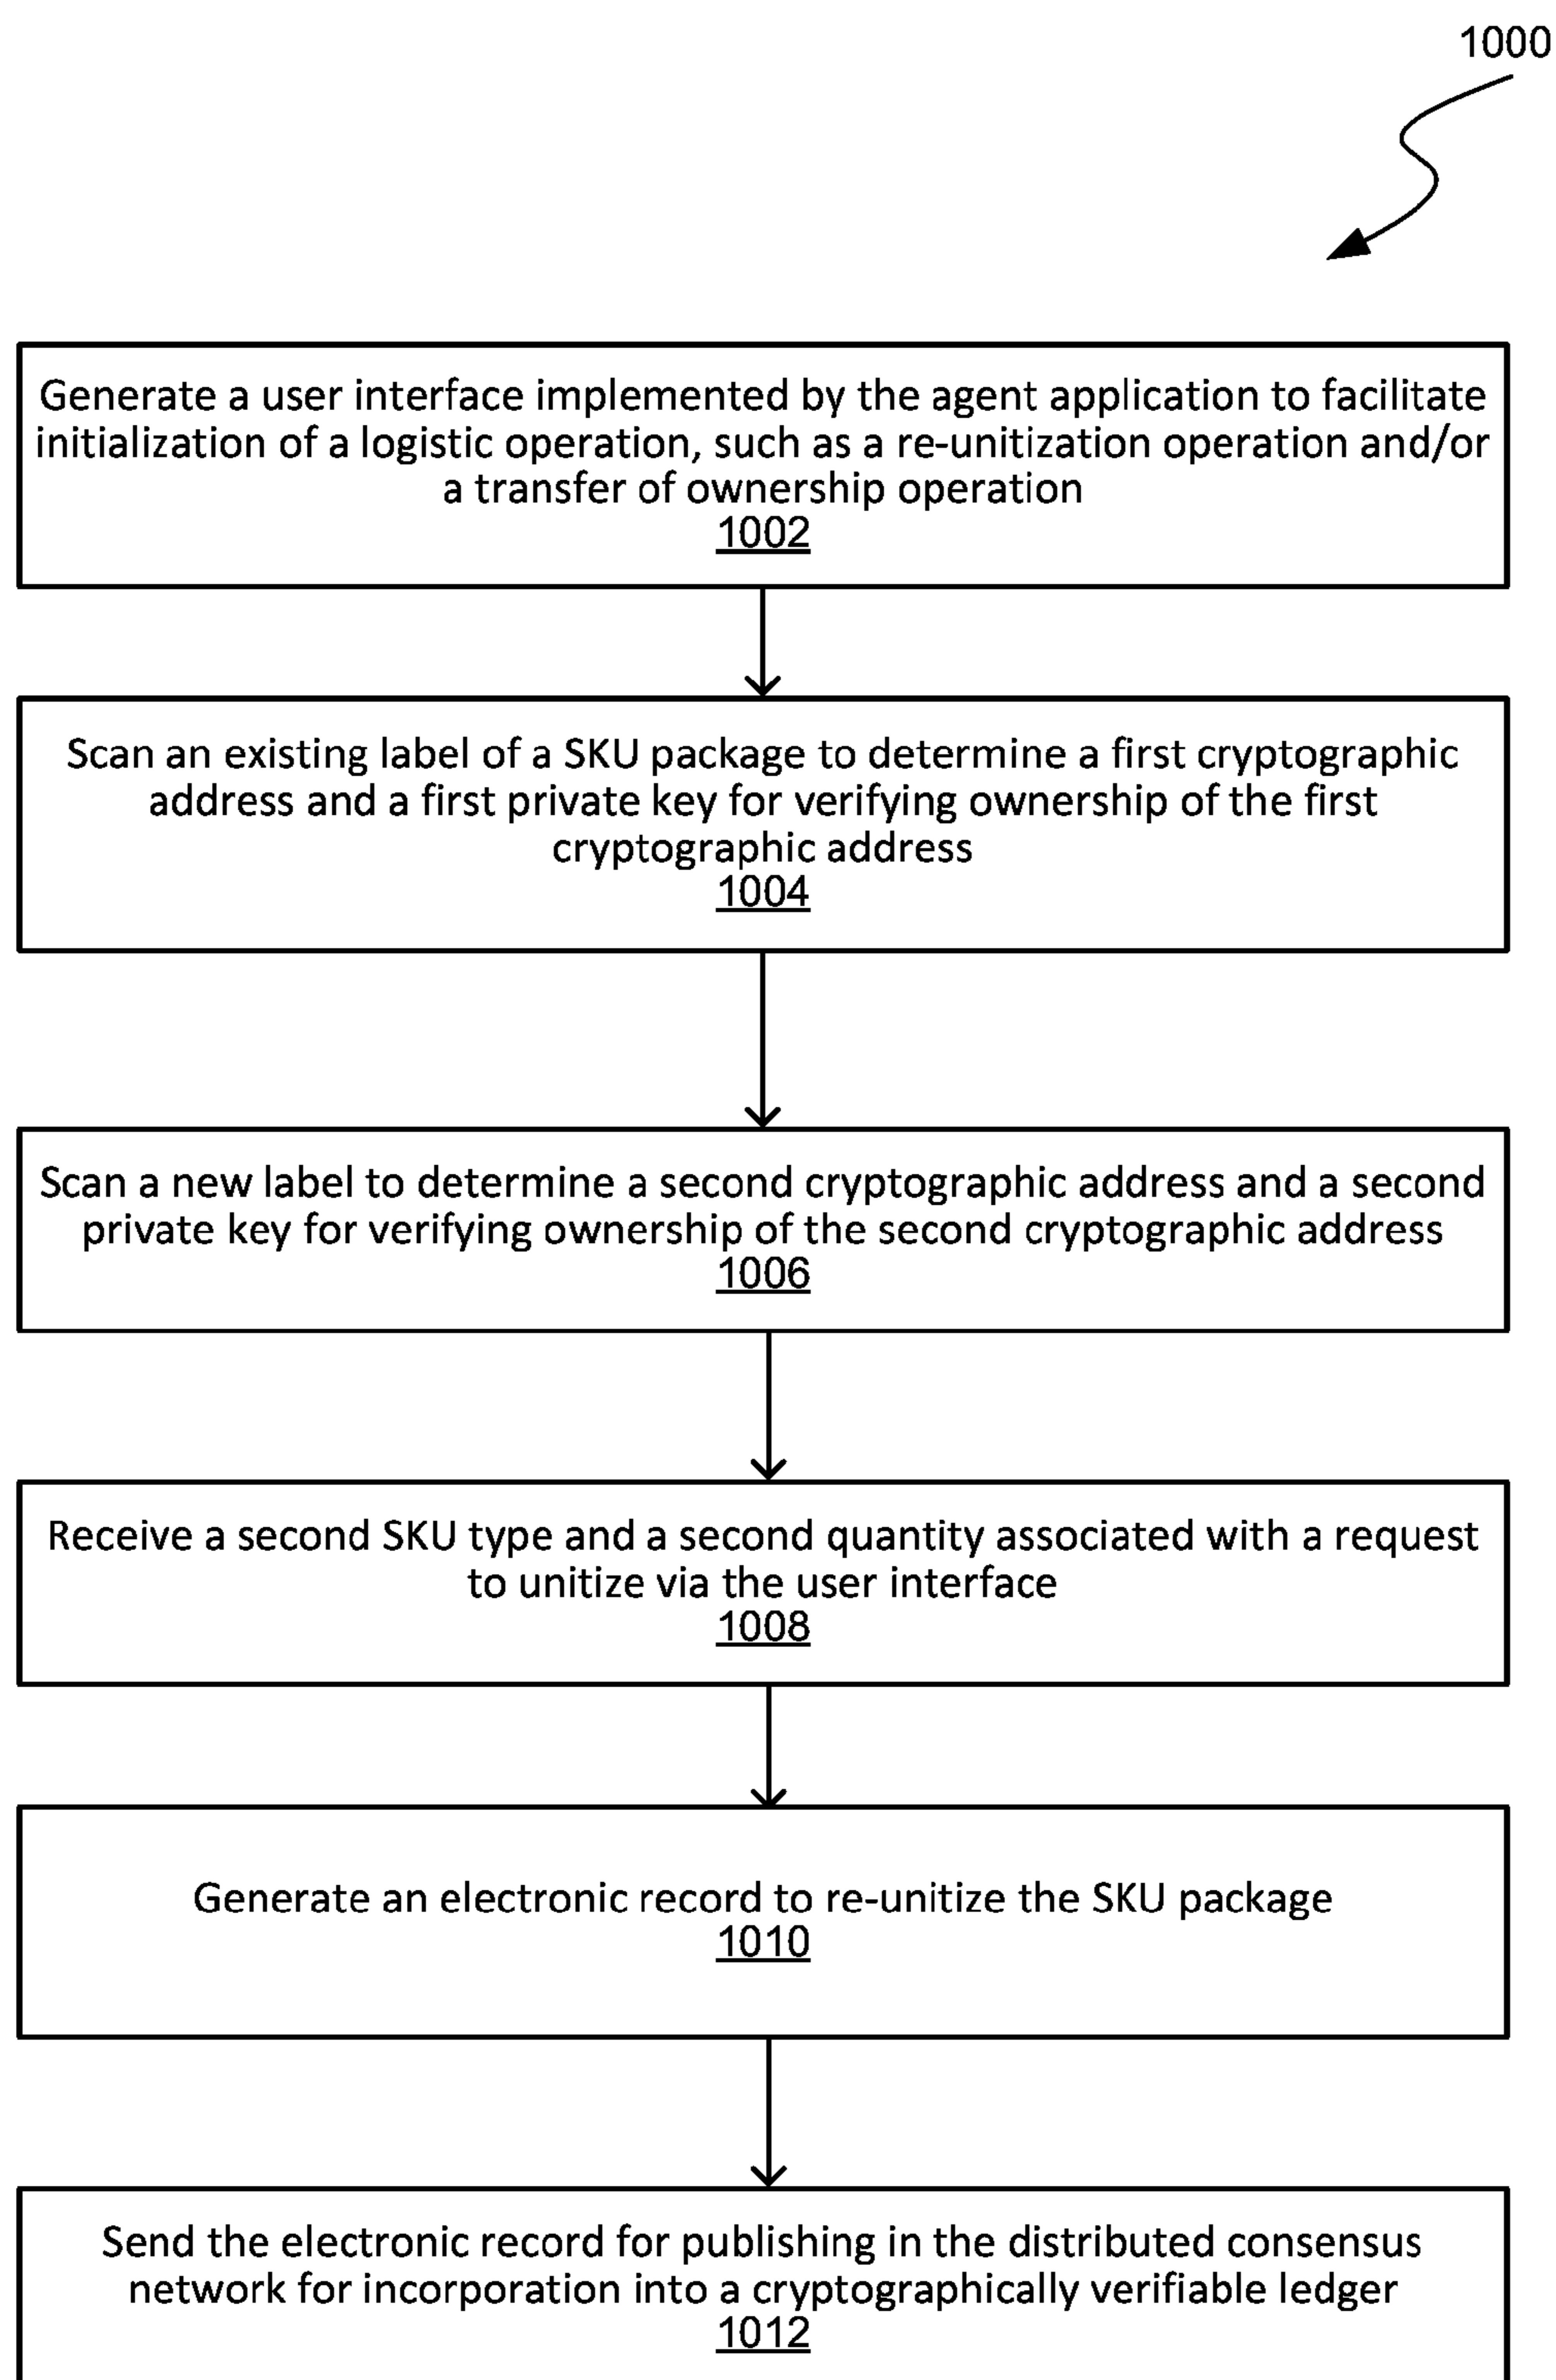 1000
Generate a user interface implemented by the agent application to facilitate
initialization of a logistic operation, such as a re-unitization operation and/or
a transfer of ownership operation
1002
Scan an existing label of a SKU package to determine a first cryptographic
address and a first private key for verifying ownership of the first
cryptographic address
1004
Scan a new label to determine a second cryptographic address and a second
private key for verifying ownership of the second cryptographic address
1006
Receive a second SKU type and a second quantity associated with a request
to unitize via the user interface
1008
Generate an electronic record to re-unitize the SKU package
1010
Send the electronic record for publishing in the distributed consensus
network for incorporation into a cryptographically verifiable ledger
1012